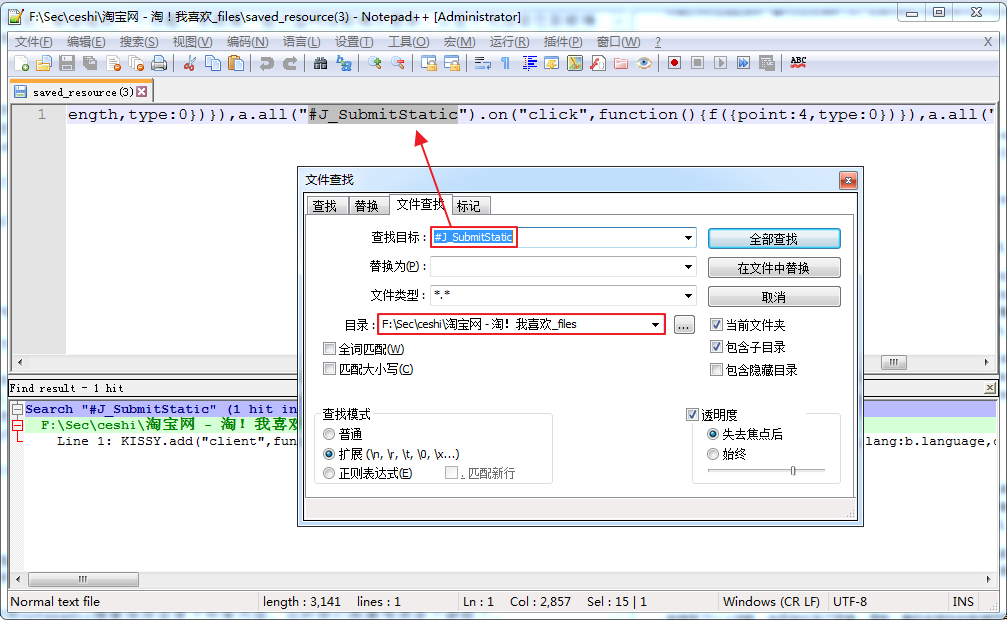 F:\Sec\ceshi\淘宝网 - 淘！我喜欢_files\saved_resource(3) - Notepad++ [Administrator]
文件(F) 编辑(E) 搜索(S) 视图(V) 编码(N) 语言(L) 设置(T) 工具(O) 宏(M) 运行(R) 插件(P) 窗口(W) ? X
ABC
saved_resource(3)
1 ength,type:0})}),a.all("#J_SubmitStatic").on("click",function(){f({point:4,type:0})}),a.all('
文件查找
查找 替换 文件查找 标记
查找目标： #J_SubmitStatic 全部查找
替换为(P)： 在文件中替换
文件类型： *.* 取消
目录： F:\Sec\ceshi\淘宝网 - 淘！我喜欢_files ... 当前文件夹
全词匹配(W) 包含子目录
匹配大小写(C) 包含隐藏目录
查找模式 透明度
普通 失去焦点后
扩展 (\n, \r, \t, \0, \x...) 始终
正则表达式(E) . 匹配新行
Find result - 1 hit
Search "#J_SubmitStatic" (1 hit in
F:\Sec\ceshi\淘宝网 - 淘！我喜欢
Line 1: KISSY.add("client",fun lang:b.language,
Normal text file length : 3,141 lines : 1 Ln : 1 Col : 2,857 Sel : 15 | 1 Windows (CR LF) UTF-8 INS